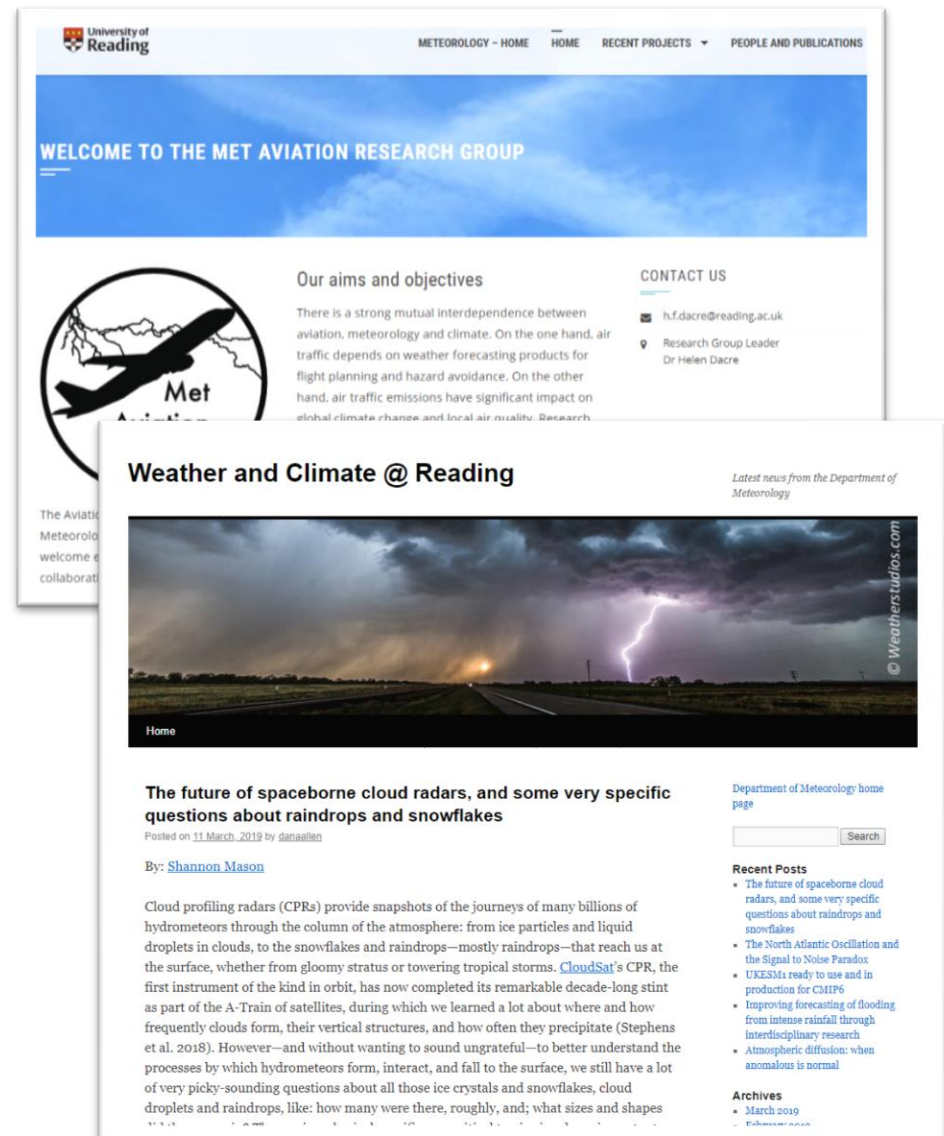 University of
Reading
METEOROLOGY – HOME HOME RECENT PROJECTS PEOPLE AND PUBLICATIONS
WELCOME TO THE MET AVIATION RESEARCH GROUP
Met
Our aims and objectives
There is a strong mutual interdependence between
aviation, meteorology and climate. On the one hand, air
traffic depends on weather forecasting products for
flight planning and hazard avoidance. On the other
hand, air traffic emissions have significant impact on
global climate change and local air quality. Research
CONTACT US
h.f.dacre@reading.ac.uk
Research Group Leader
Dr Helen Dacre
The
welcome
Weather and Climate @ Reading
Latest news from the Department of
Meteorology
© Weatherstudios.com
Home
The future of spaceborne cloud radars, and some very specific
questions about raindrops and snowflakes
Posted on 11 March, 2019 by danaallen
By: Shannon Mason
Cloud profiling radars (CPRs) provide snapshots of the journeys of many billions of
hydrometeors through the column of the atmosphere: from ice particles and liquid
droplets in clouds, to the snowflakes and raindrops—mostly raindrops—that reach us at
the surface, whether from gloomy stratus or towering tropical storms. CloudSat's CPR, the
first instrument of the kind in orbit, has now completed its remarkable decade-long stint
as part of the A-Train of satellites, during which we learned a lot about where and how
frequently clouds form, their vertical structures, and how often they precipitate (Stephens
et al. 2018). However—and without wanting to sound ungrateful—to better understand the
processes by which hydrometeors form, interact, and fall to the surface, we still have a lot
of very picky-sounding questions about all those ice crystals and snowflakes, cloud
droplets and raindrops, like: how many were there, roughly, and; what sizes and shapes
Department of Meteorology home
page
Search
Recent Posts
The future of spaceborne cloud
radars, and some very specific
questions about raindrops and
snowflakes
The North Atlantic Oscillation and
the Signal to Noise Paradox
UKESM1 ready to use and in
production for CMIP6
Improving forecasting of flooding
from intense rainfall through
interdisciplinary research
Atmospheric diffusion: when
anomalous is normal
Archives
March 2019